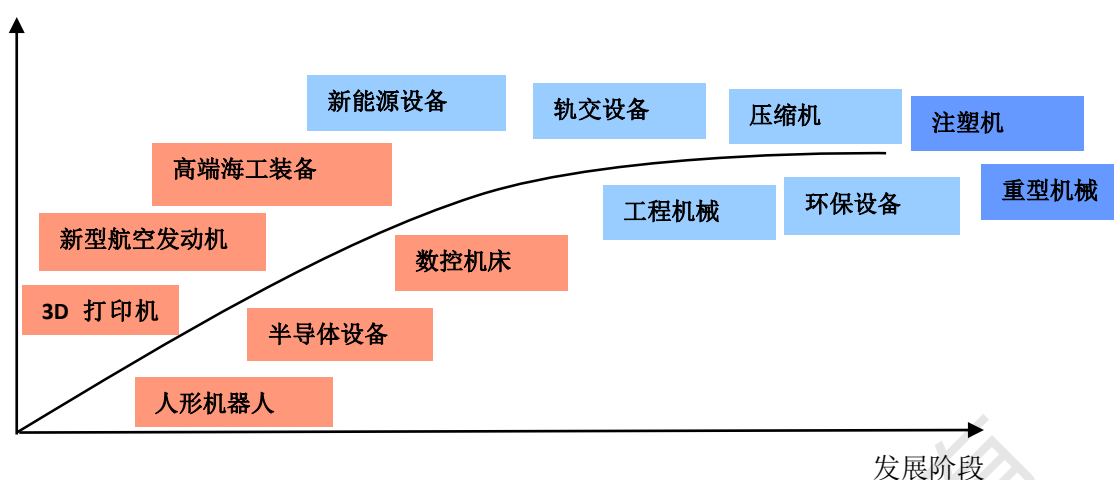 新能源设备
轨交设备
压缩机
注塑机
高端海工装备
重型机械
工程机械
环保设备
新型航空发动机
数控机床
3D 打印机
半导体设备
人形机器人
发展阶段